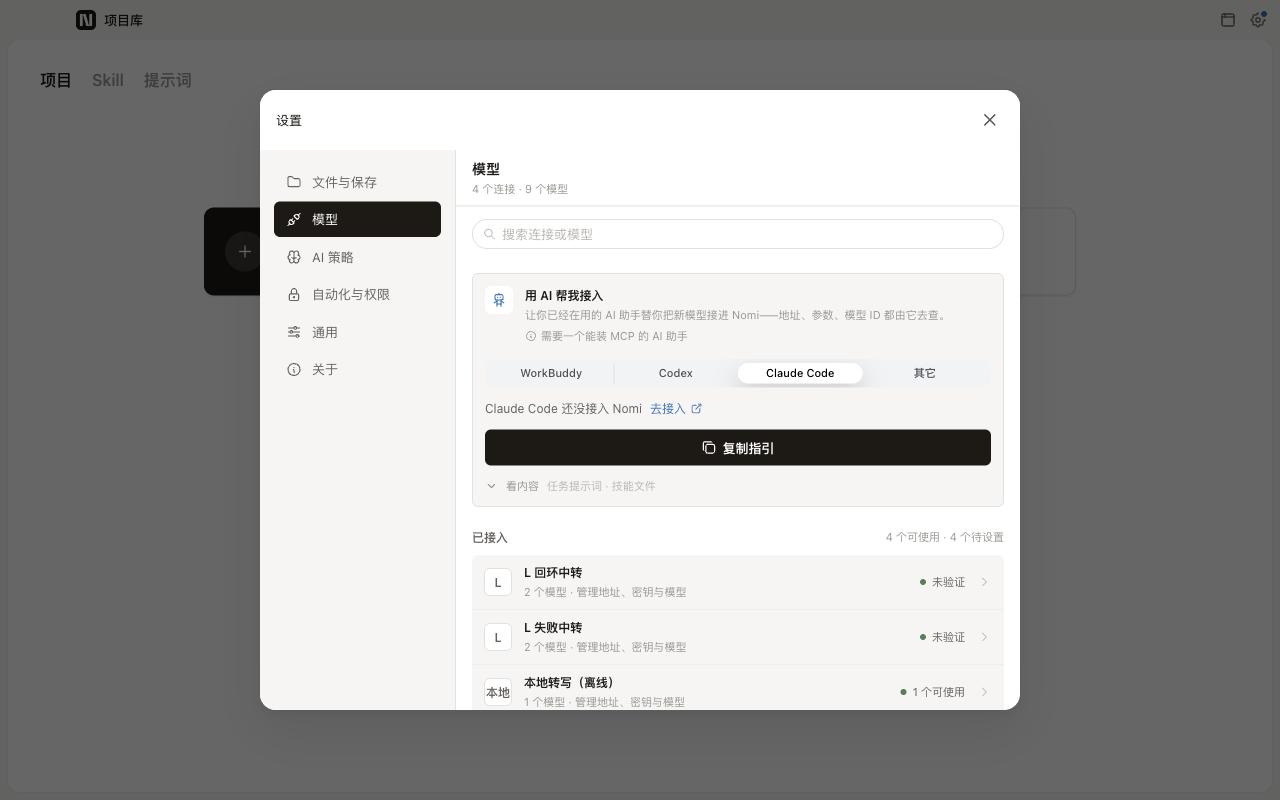 项目库
项目 Skill 提示词
设置
文件与保存
模型
AI 策略
自动化与权限
通用
关于
模型
4 个连接 · 9 个模型
搜索连接或模型
用 AI 帮我接入
让你已经在用的 AI 助手替你把新模型接进 Nomi——地址、参数、模型 ID 都由它去查。
需要一个能装 MCP 的 AI 助手
WorkBuddy Codex Claude Code 其它
Claude Code 还没接入 Nomi 去接入
复制指引
看内容 任务提示词 · 技能文件
已接入 4 个可使用 · 4 个待设置
L L 回环中转 未验证
2 个模型 · 管理地址、密钥与模型
L L 失败中转 未验证
2 个模型 · 管理地址、密钥与模型
本地 本地转写（离线） 1 个可使用
1 个模型 · 管理地址、密钥与模型